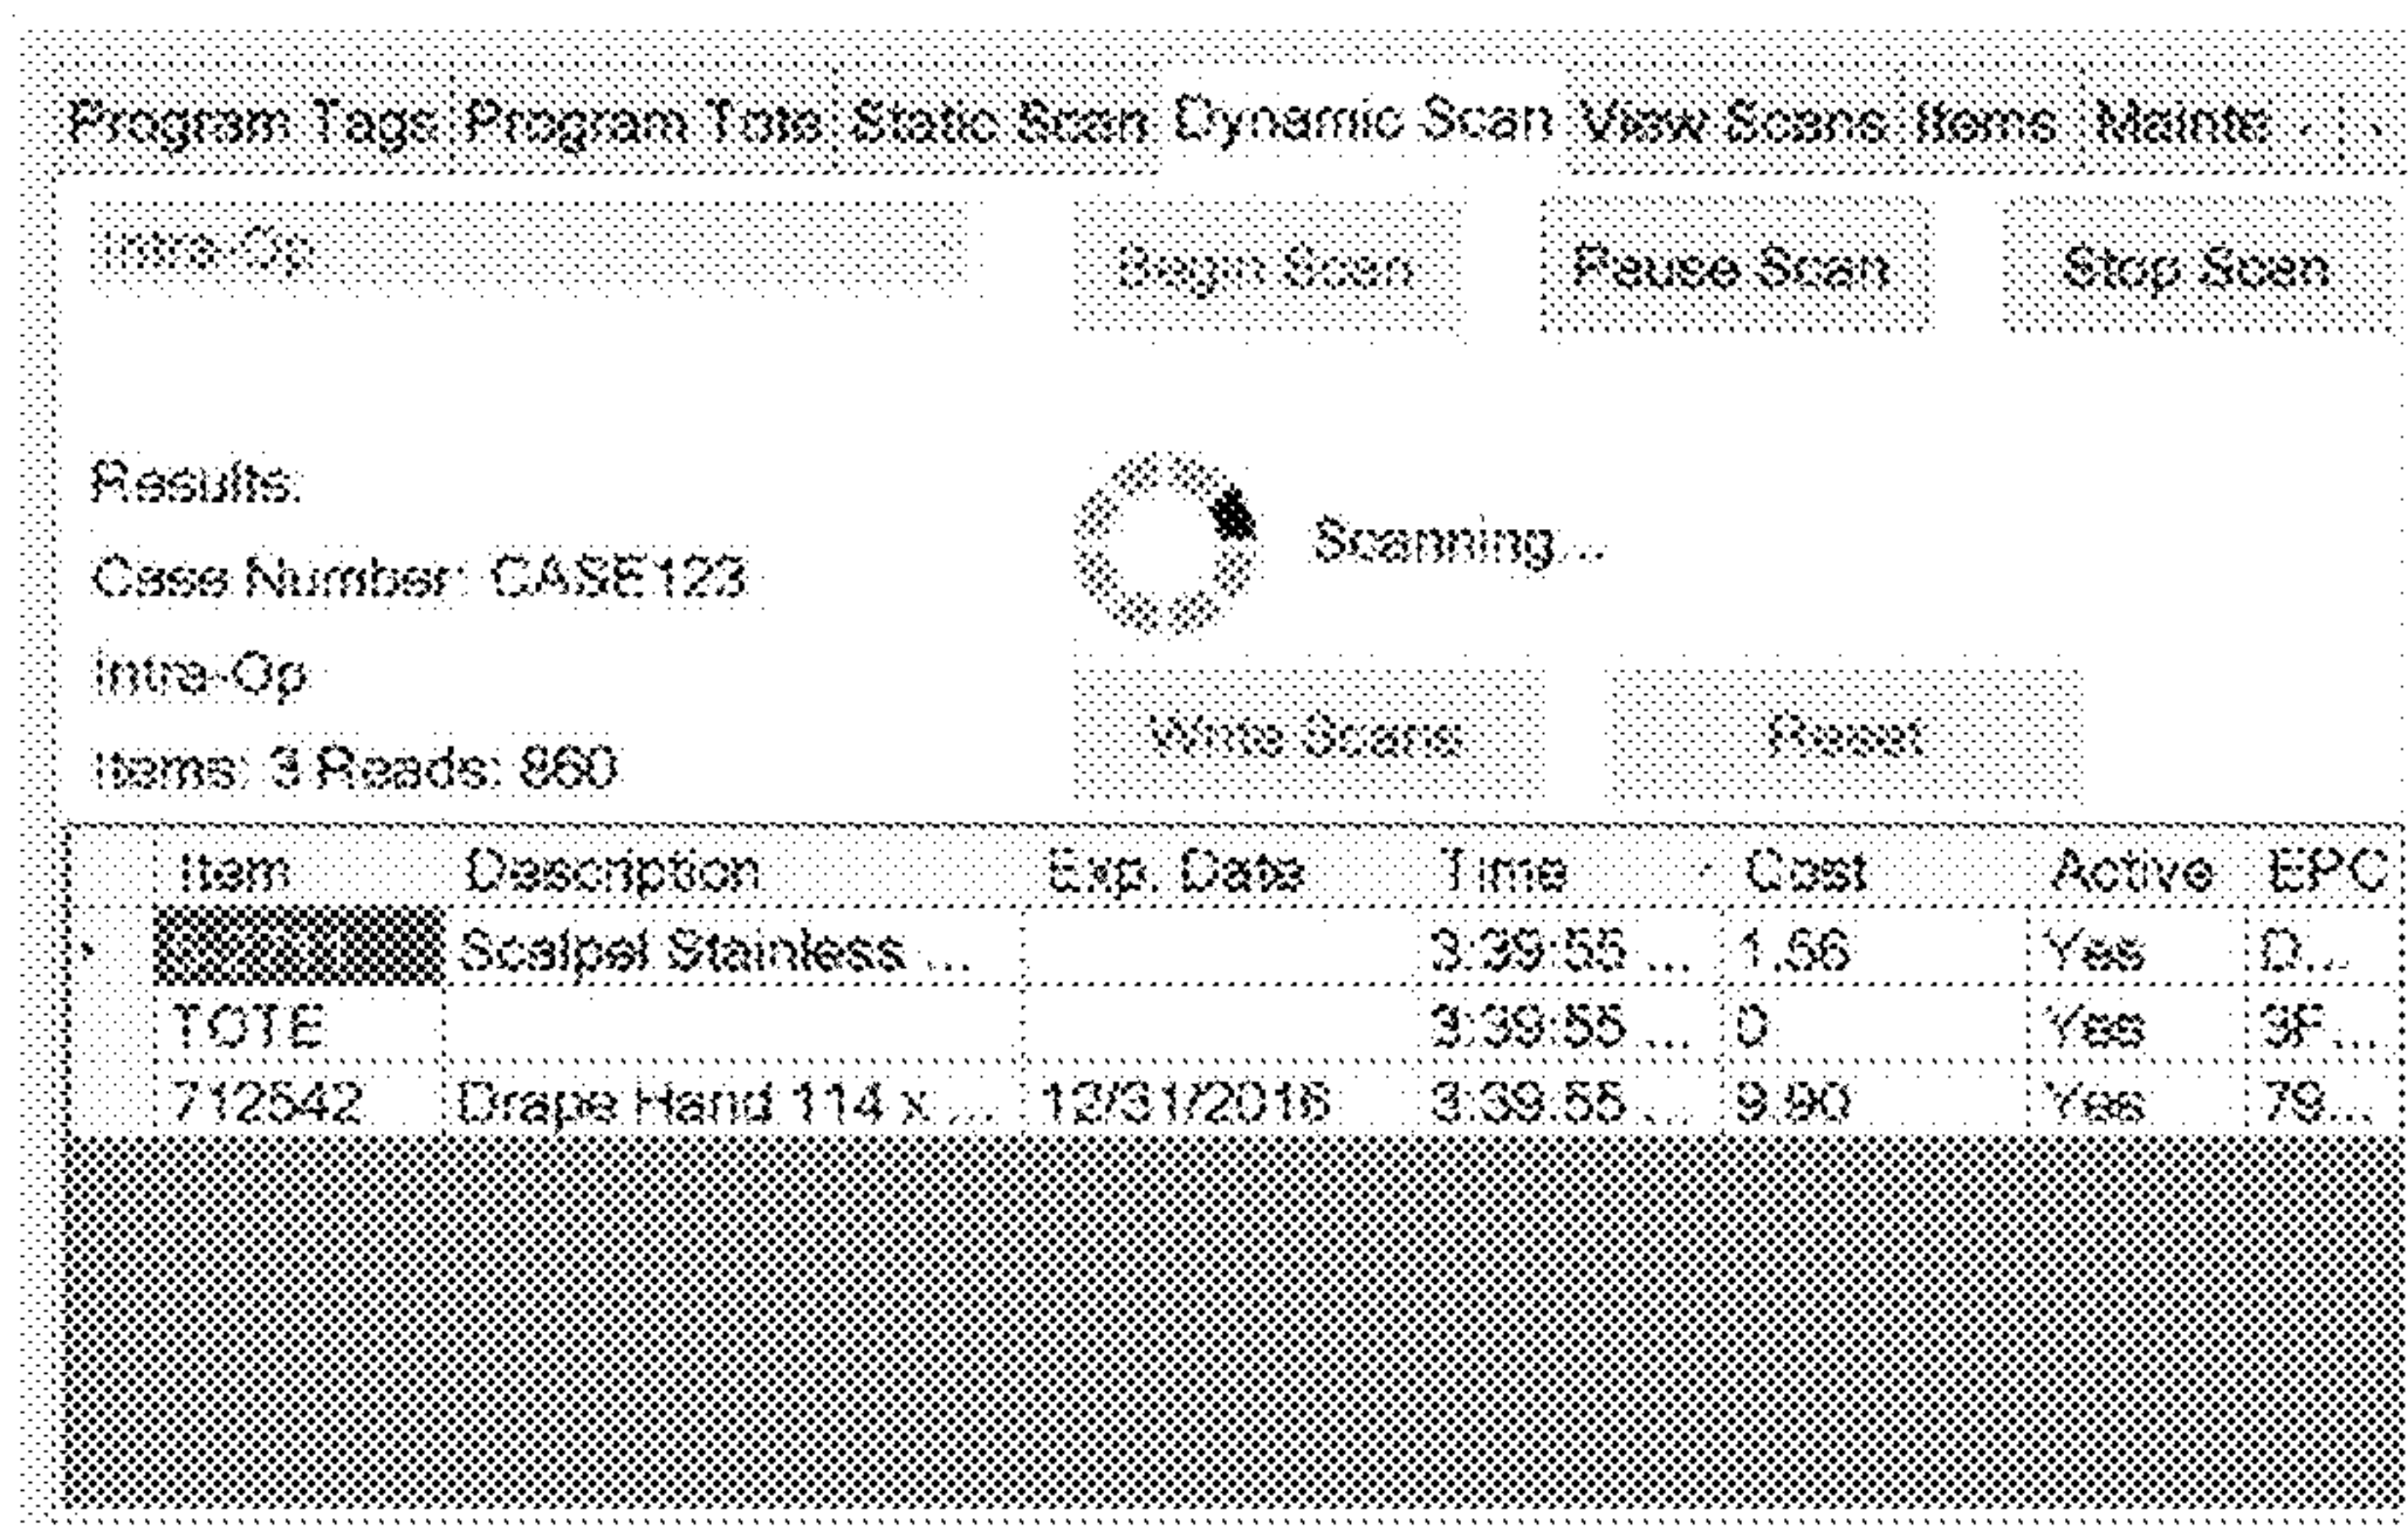 Program Tags Program Tote Static Scan Dynamic Scan View Scans Items Mainte
Intra-Op Begin Scan Pause Scan Stop Scan
Results:
Scanning...
Case Number: CASE123
Intra-Op
Write Scans Reset
Items: 3 Reads: 860
Item Description Exp. Date Time Cost Active EPC
Scalpel Stainless ... 3:39:55 ... 1.56 Yes D...
TOTE 3:39:55 ... 0 Yes 3F...
712542 Drape Hand 114 x ... 12/31/2016 3:39:55 ... 9.90 Yes 79...